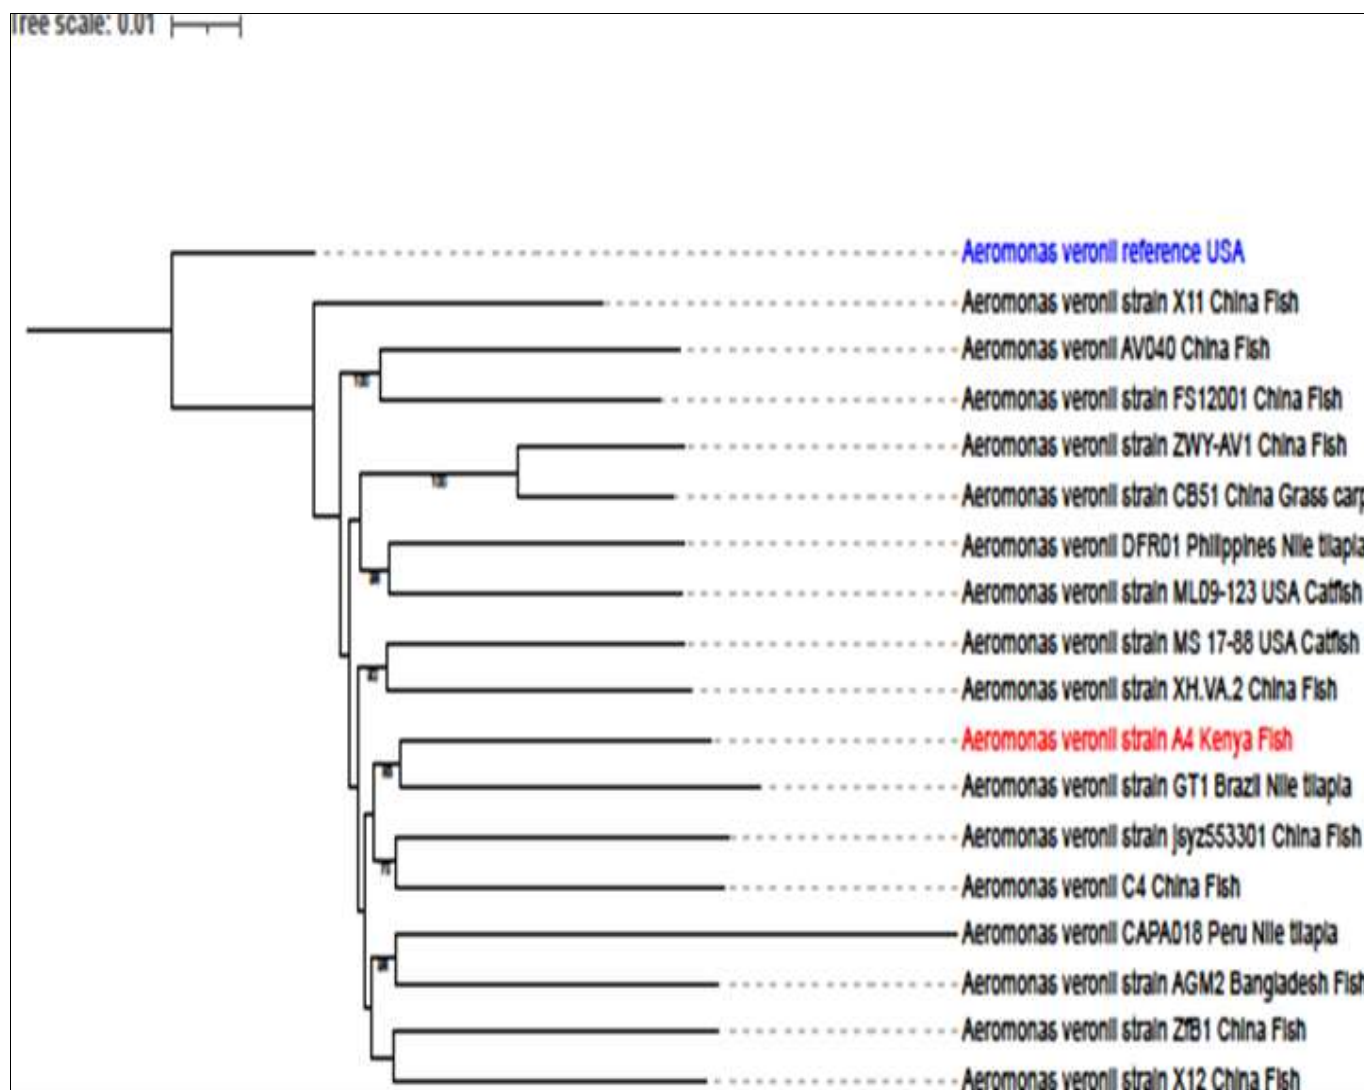 Tree scale: 0.01
Aeromonas veronii reference USA
Aeromonas veronii strain X11 China Fish
Aeromonas veronii AV040 China Fish
100
Aeromonas veronii strain FS12001 China Fish
Aeromonas veronii strain ZWY-AV1 China Fish
100
Aeromonas veronii strain CB51 China Grass carp
Aeromonas veronii DFR01 Philippines Nile tilapia
Aeromonas veronii strain ML09-123 USA Catfish
Aeromonas veronii strain MS 17-88 USA Catfish
Aeromonas veronii strain XH.VA.2 China Fish
Aeromonas veronii strain A4 Kenya Fish
Aeromonas veronii strain GT1 Brazil Nile tilapia
Aeromonas veronii strain jsyz553301 China Fish
Aeromonas veronii C4 China Fish
Aeromonas veronii CAPA018 Peru Nile tilapia
Aeromonas veronii strain AGM2 Bangladesh Fish
Aeromonas veronii strain ZfB1 China Fish
Aeromonas veronii strain X12 China Fish